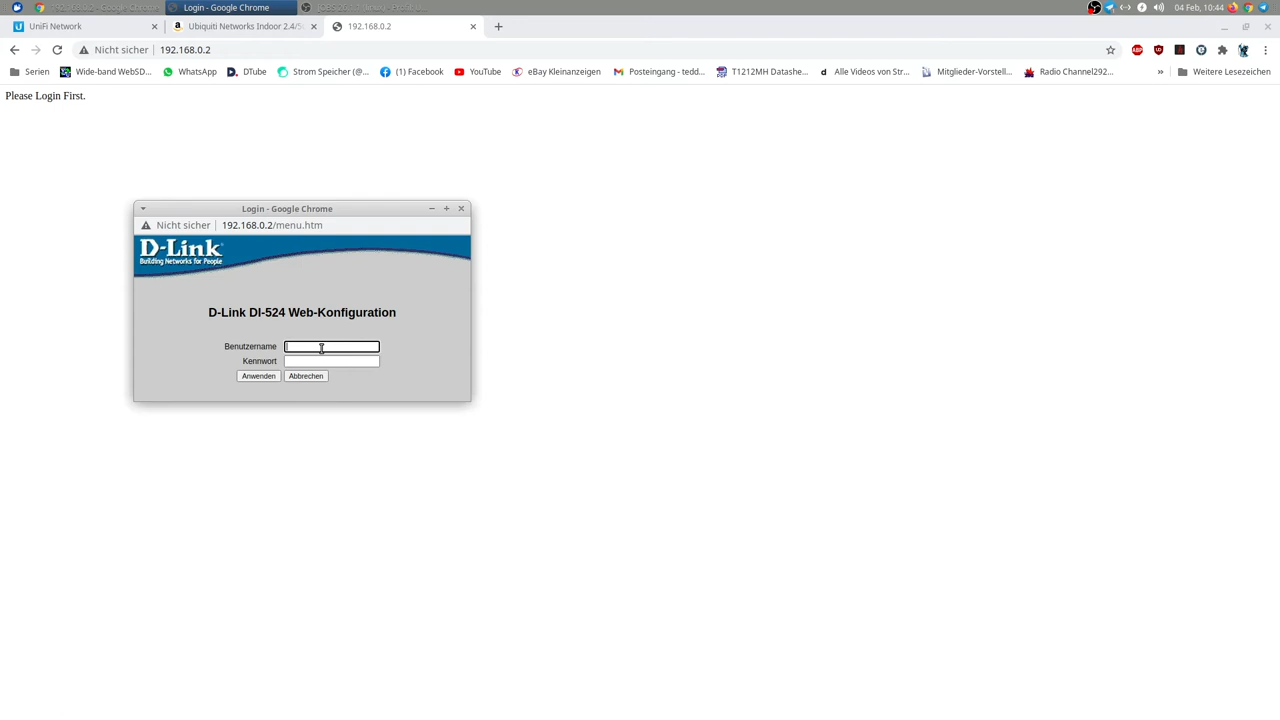 Login - Google Chrome
04 Feb, 10:44
UniFi Network
Ubiquiti Networks Indoor 2.4/5
192.168.0.2
Nicht sicher 192.168.0.2
Serien Wide-band WebSD... WhatsApp DTube Strom Speicher (@... (1) Facebook YouTube eBay Kleinanzeigen Posteingang - tedd... T1212MH Datashe... Alle Videos von Str... Mitglieder-Vorstell... Radio Channel292... » Weitere Lesezeichen
Please Login First.
Login - Google Chrome
Nicht sicher 192.168.0.2/menu.htm
D-Link
Building Networks for People
D-Link DI-524 Web-Konfiguration
Benutzername
Kennwort
Anwenden Abbrechen